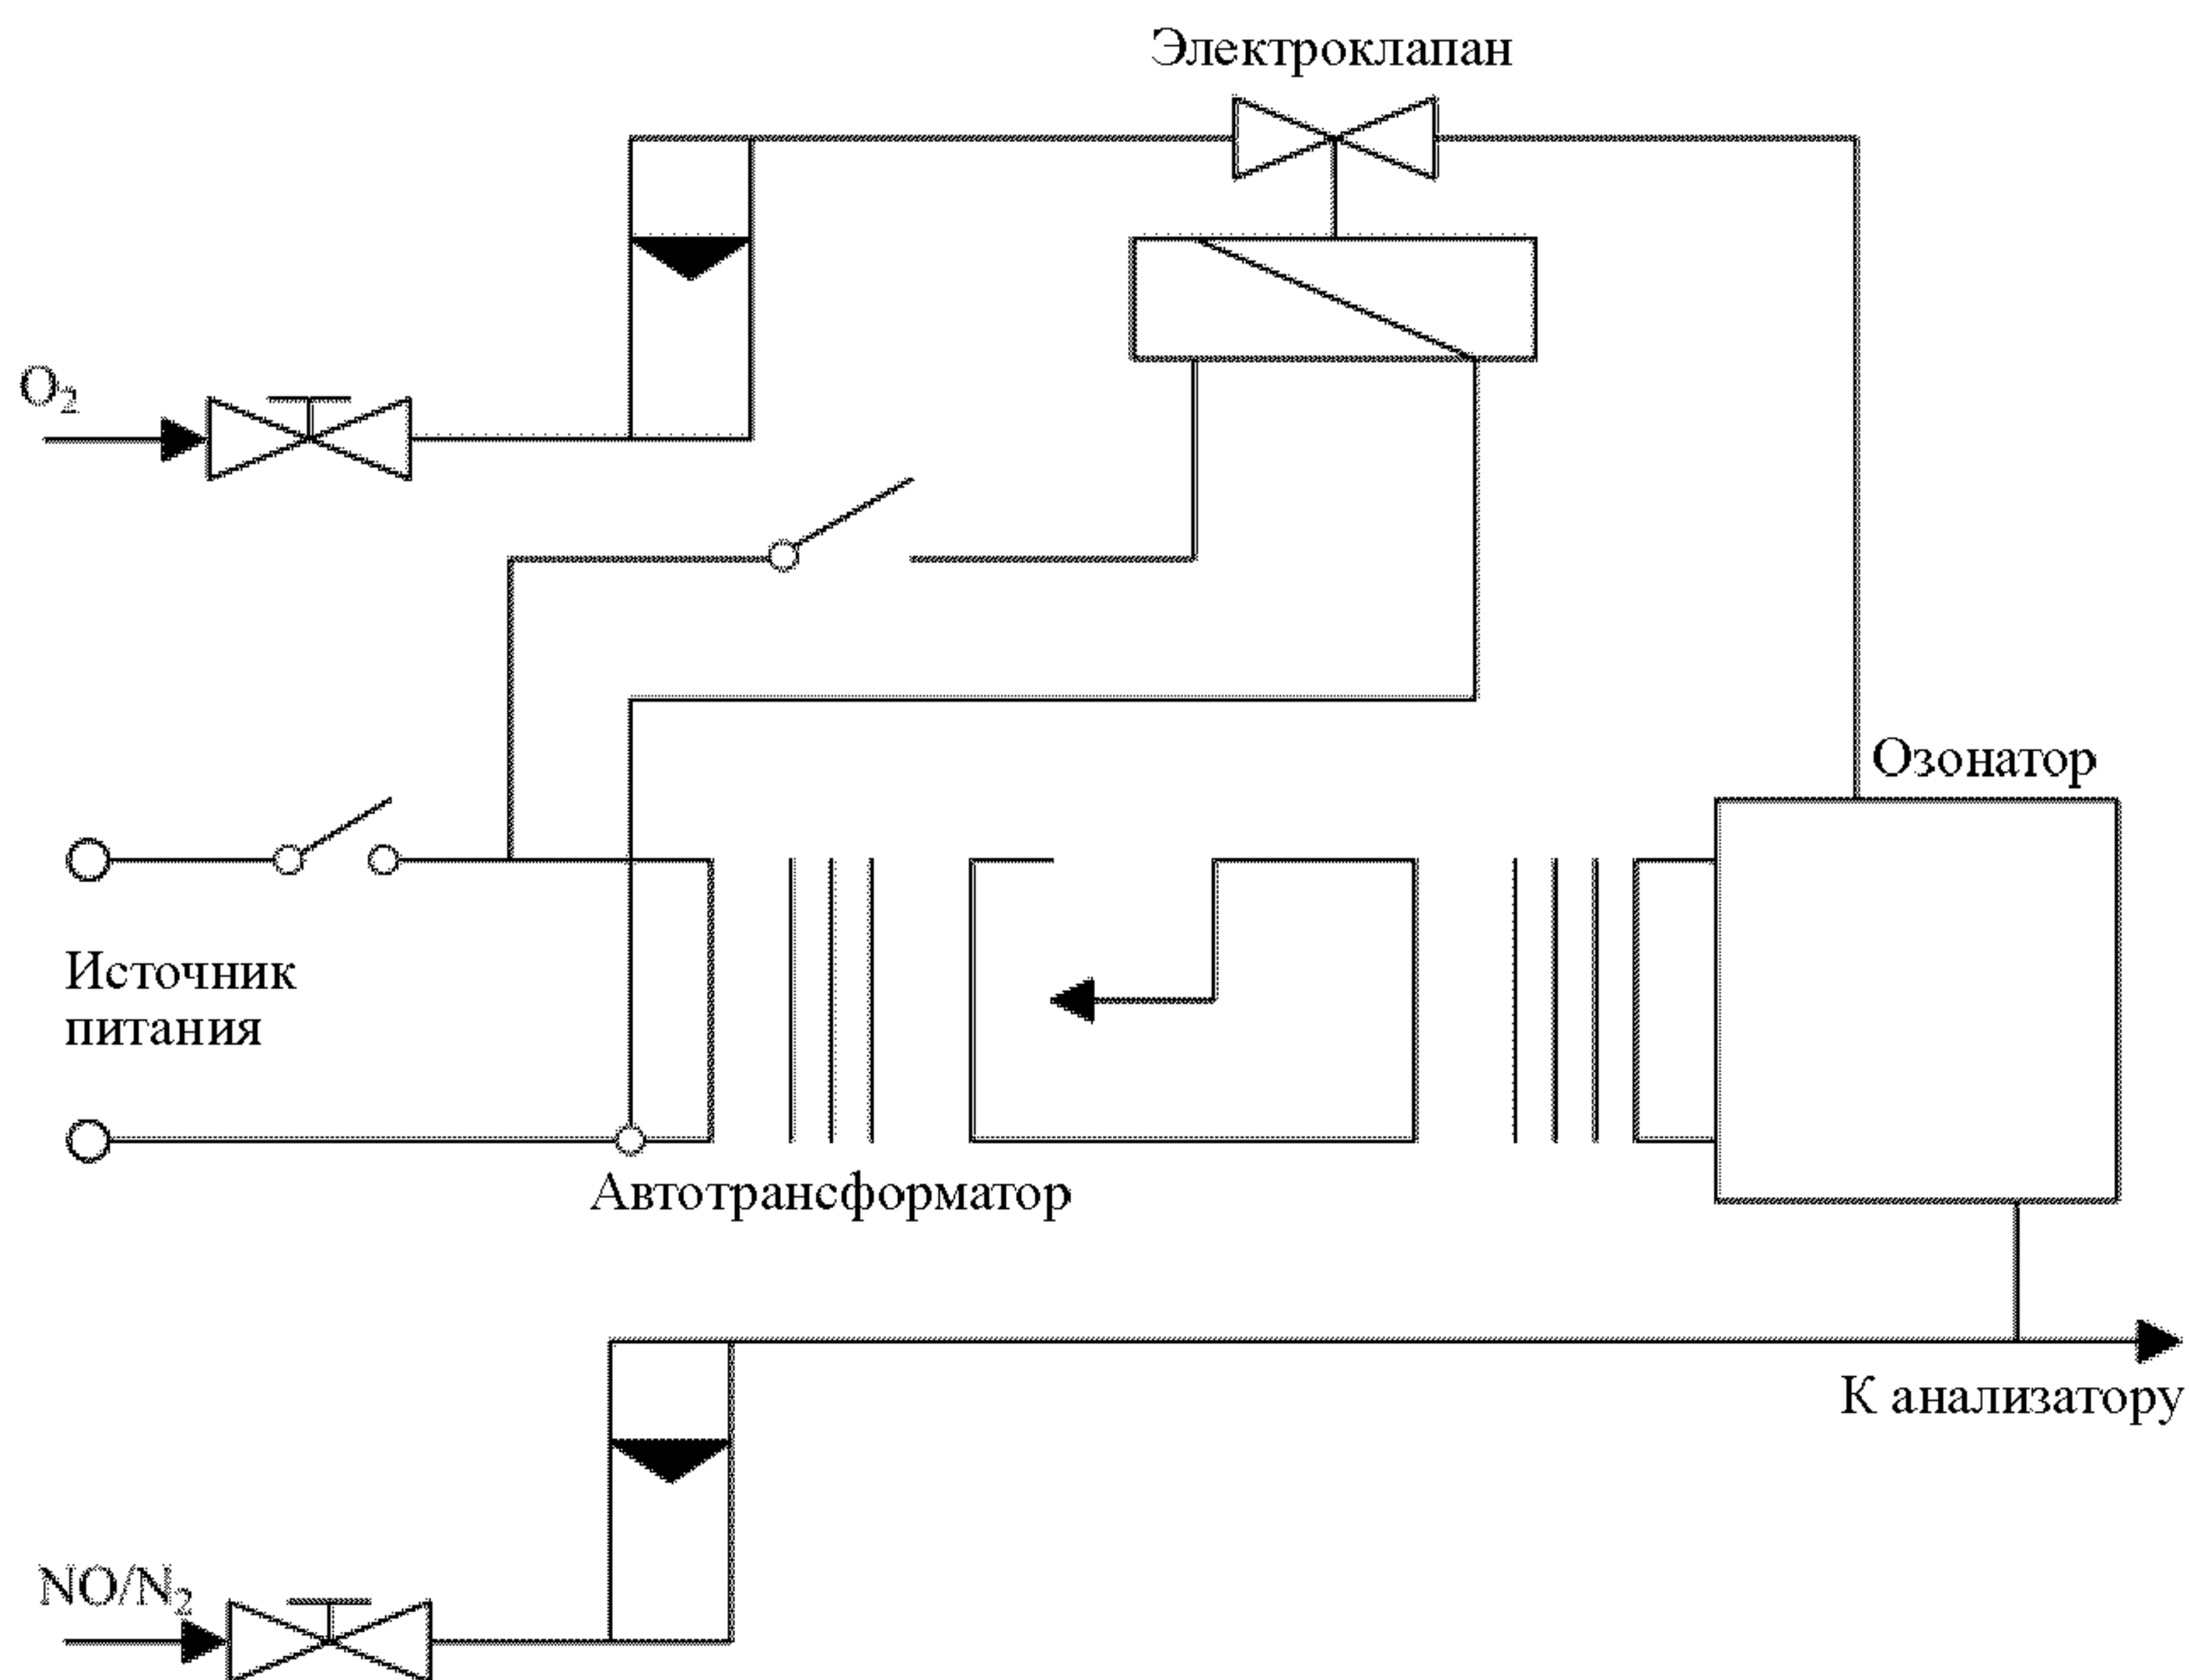 Электроклапан
O₂
Озонатор
Источник
питания
Автотрансформатор
К анализатору
NO/N₂